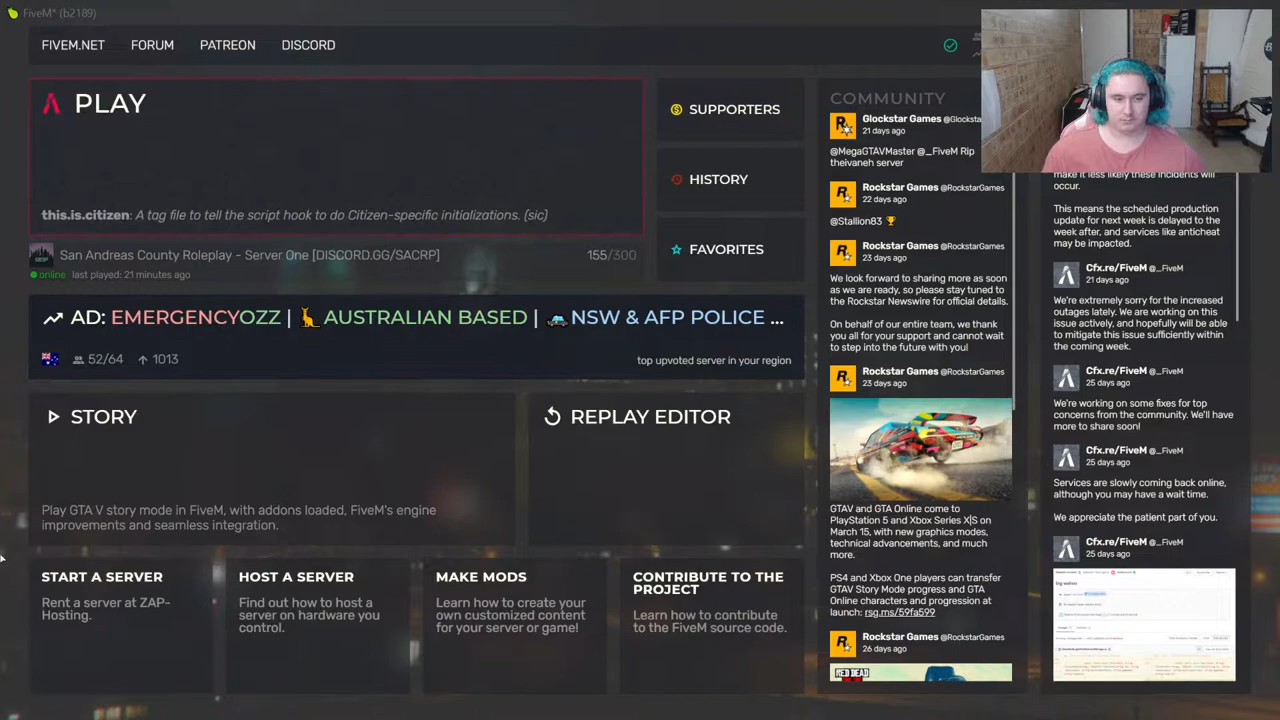 FiveM* (b2189)
FIVEM.NET FORUM PATREON DISCORD
PLAY
this.is.citizen: A tag file to tell the script hook to do Citizen-specific initializations. (sic)
San Andreas County Roleplay - Server One [DISCORD.GG/SACRP] 155/300
online last played: 21 minutes ago
SUPPORTERS
HISTORY
FAVORITES
AD: EMERGENCYOZZ | AUSTRALIAN BASED | NSW & AFP POLICE ...
52/64 1013 top upvoted server in your region
STORY
Play GTA V story mode in FiveM, with addons loaded, FiveM's engine
improvements and seamless integration.
REPLAY EDITOR
START A SERVER
Rent a server at ZAP-
Hosting.
HOST A SERVER
Find out how to host a
server on hardware you
control.
MAKE MODS
Learn how to create your
own customized content
for your server or game!
CONTRIBUTE TO THE
PROJECT
Learn how to contribute
to the FiveM source code.
COMMUNITY
Glockstar Games @Glocksta
21 days ago
@MegaGTAVMaster @_FiveM Rip
theivaneh server
Rockstar Games @RockstarGames
22 days ago
@Stallion83
Rockstar Games @RockstarGames
23 days ago
We look forward to sharing more as soon
as we are ready, so please stay tuned to
the Rockstar Newswire for official details.
On behalf of our entire team, we thank
you all for your support and cannot wait
to step into the future with you!
Rockstar Games @RockstarGames
23 days ago
GTAV and GTA Online come to
PlayStation 5 and Xbox Series X|S on
March 15, with new graphics modes,
technical advancements, and much
more.
PS4 and Xbox One players can transfer
GTAV Story Mode progress and GTA
Online characters and progression at
launch: rsg.ms/59fa599
Rockstar Games @RockstarGames
26 days ago
RED DEAD
make it less likely these incidents will
occur.
This means the scheduled production
update for next week is delayed to the
week after, and services like anticheat
may be impacted.
Cfx.re/FiveM @_FiveM
21 days ago
We're extremely sorry for the increased
outages lately. We are working on this
issue actively, and hopefully will be able
to mitigate this issue sufficiently within
the coming week.
Cfx.re/FiveM @_FiveM
25 days ago
We're working on some fixes for top
concerns from the community. We'll have
more to share soon!
Cfx.re/FiveM @_FiveM
25 days ago
Services are slowly coming back online,
although you may have a wait time.
We appreciate the patient part of you.
Cfx.re/FiveM @_FiveM
25 days ago